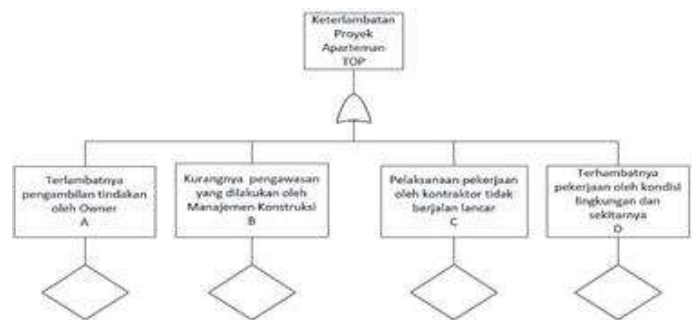 Keterlambatan
Proyek
Aparteman
TOP
Terlambatnya
pengambilan tindakan
oleh Owner
A
Kurangnya pengawasan
yang dilakukan oleh
Manajemen Konstruksi
B
Pelaksanaan pekerjaan
oleh kontraktor tidak
berjalan lancar
C
Terhambatnya
pekerjaan oleh kondisi
lingkungan dan
sekitarnya
D